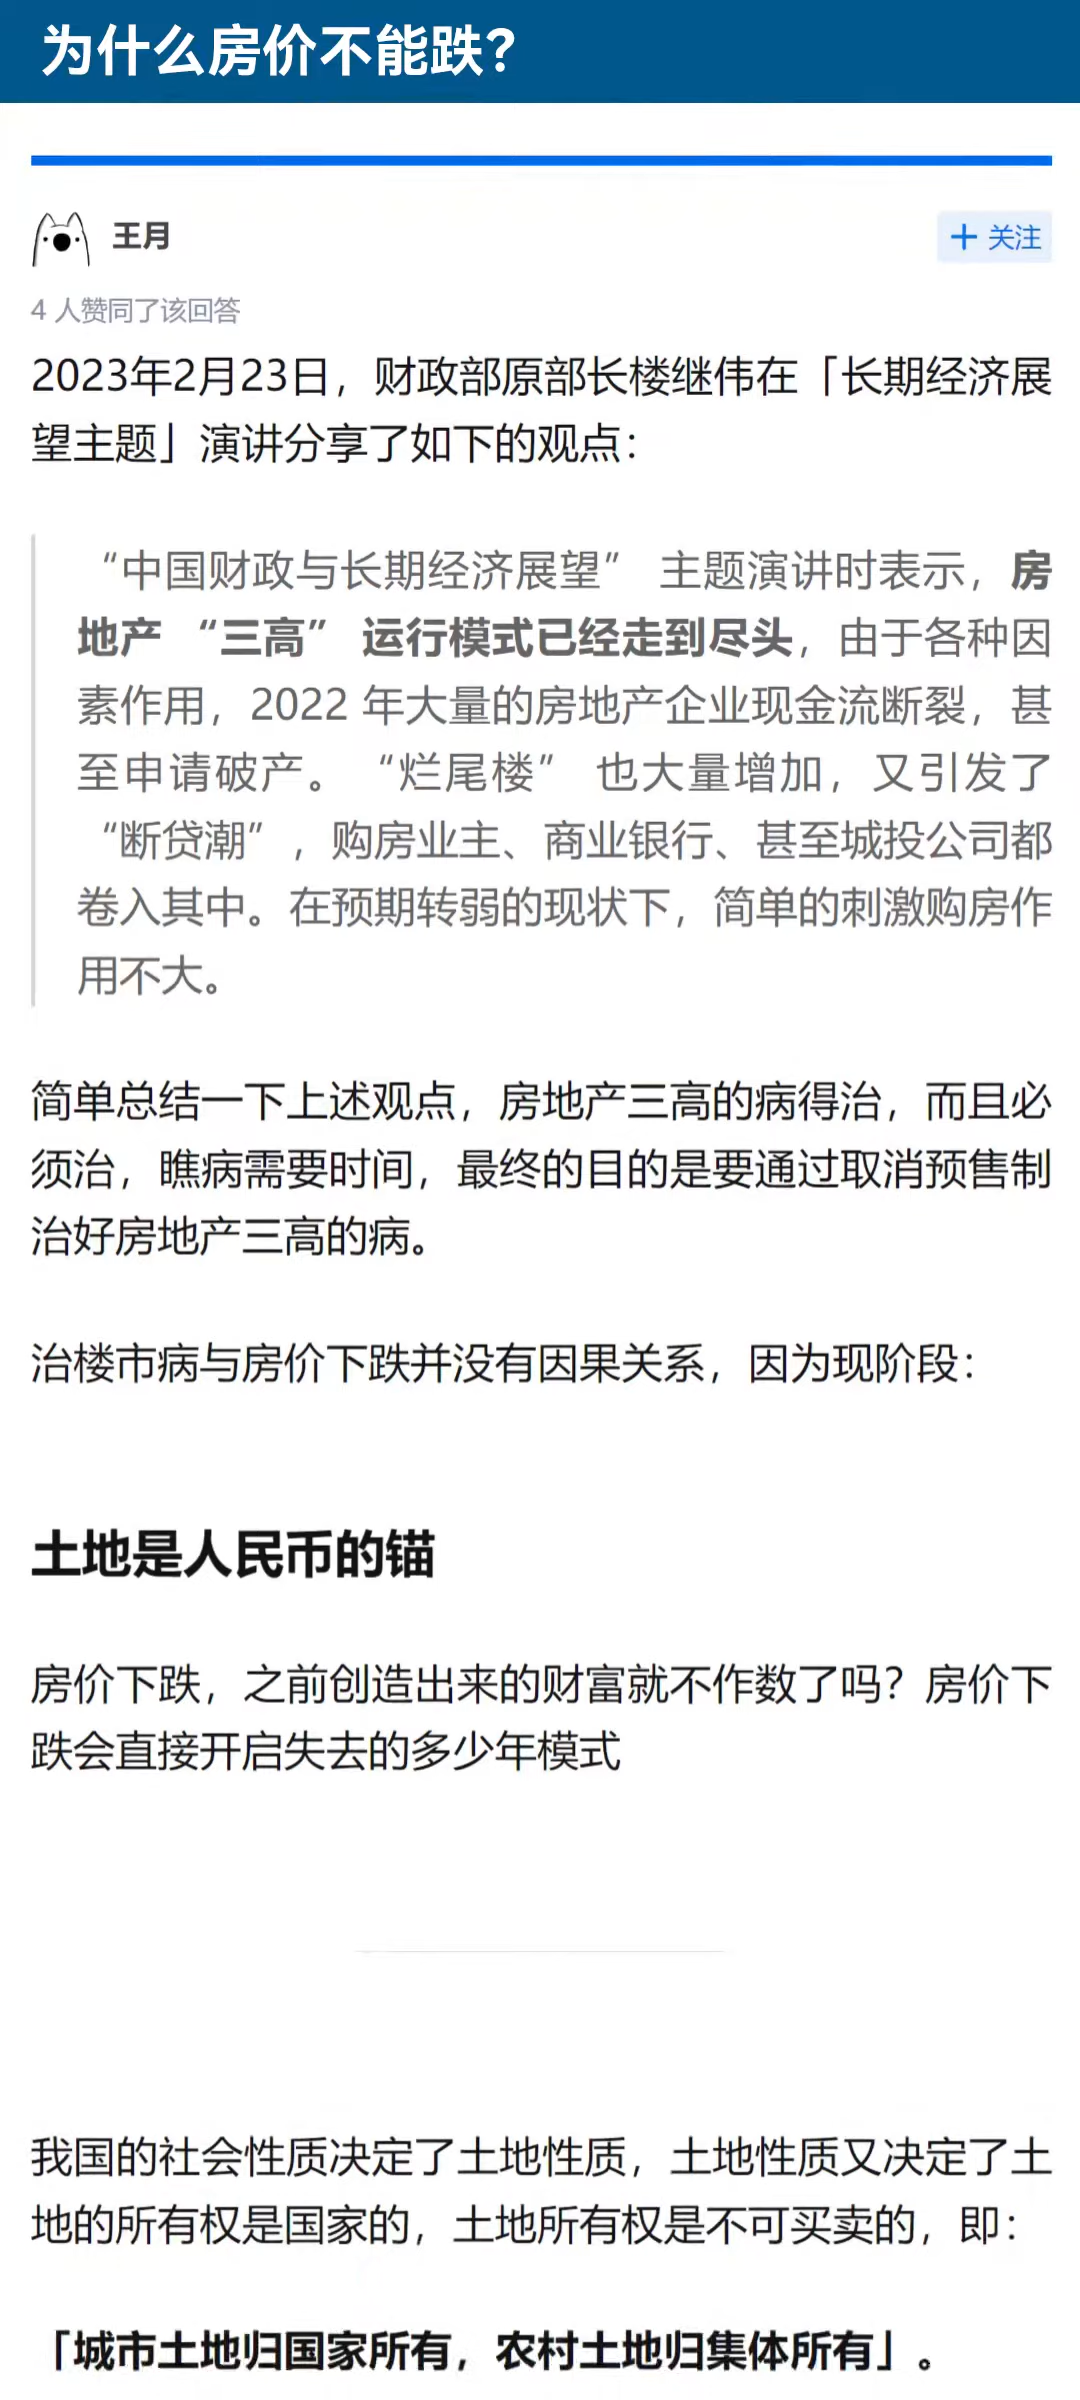 为什么房价不能跌?
王月
+ 关注
4 人赞同了该回答
2023年2月23日，财政部原部长楼继伟在「长期经济展
望主题」演讲分享了如下的观点：
“中国财政与长期经济展望” 主题演讲时表示，房
地产 “三高” 运行模式已经走到尽头，由于各种因
素作用，2022 年大量的房地产企业现金流断裂，甚
至申请破产。“烂尾楼” 也大量增加，又引发了
“断贷潮” ，购房业主、商业银行、甚至城投公司都
卷入其中。在预期转弱的现状下，简单的刺激购房作
用不大。
简单总结一下上述观点，房地产三高的病得治，而且必
须治，瞧病需要时间，最终的目的是要通过取消预售制
治好房地产三高的病。
治楼市病与房价下跌并没有因果关系，因为现阶段：
土地是人民币的锚
房价下跌，之前创造出来的财富就不作数了吗？房价下
跌会直接开启失去的多少年模式
我国的社会性质决定了土地性质，土地性质又决定了土
地的所有权是国家的，土地所有权是不可买卖的，即：
「城市土地归国家所有，农村土地归集体所有」。